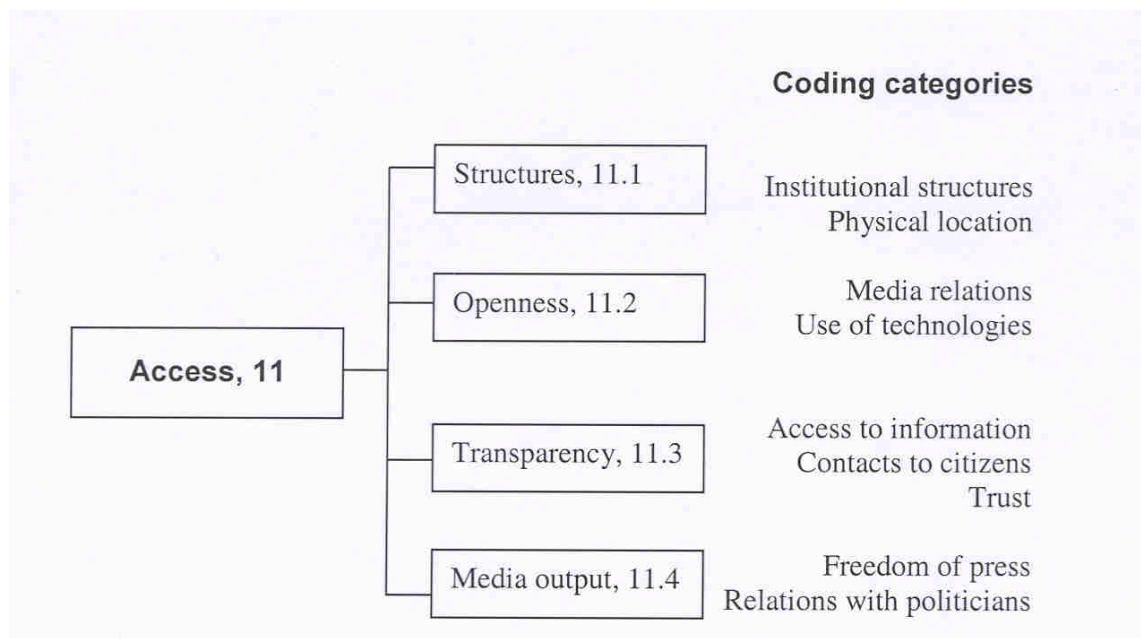 Coding categories
Structures, 11.1
Institutional structures
Physical location
Openness, 11.2
Media relations
Use of technologies
Access, 11
Transparency, 11.3
Access to information
Contacts to citizens
Trust
Media output, 11.4
Freedom of press
Relations with politicians